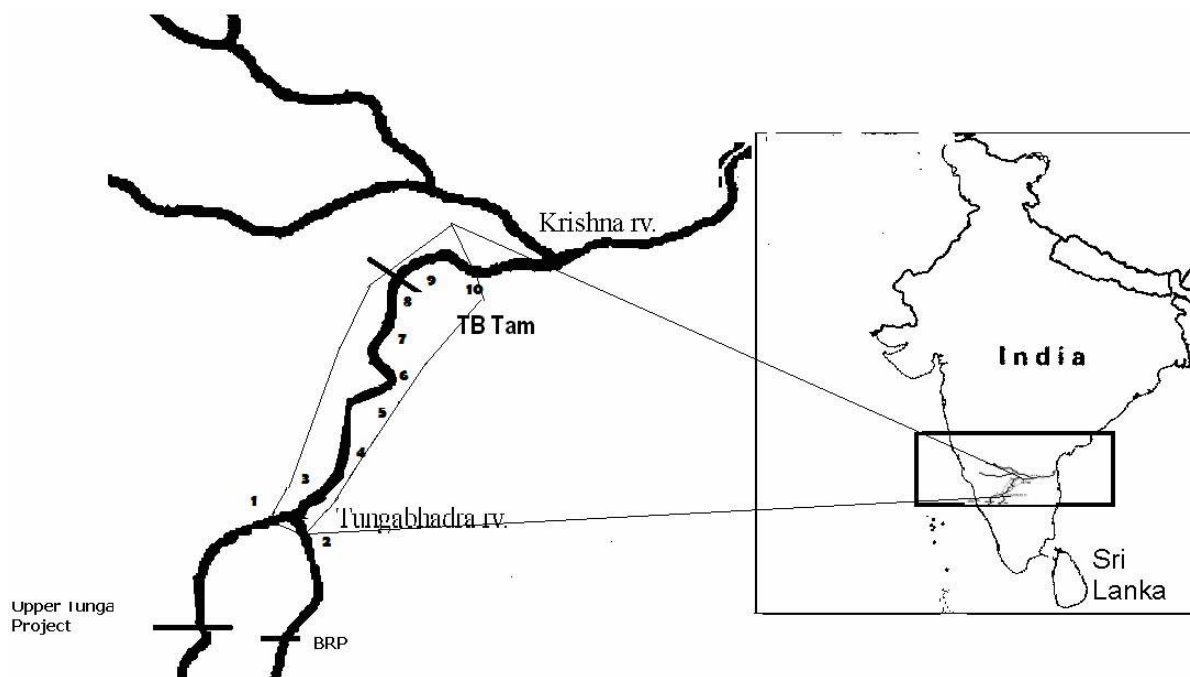 Krishna rv.
9
8
10
TB Tam
7
6
5
4
3
1
Tungabhadra rv.
2
Upper Tunga
Project
BRP
India
Sri
Lanka